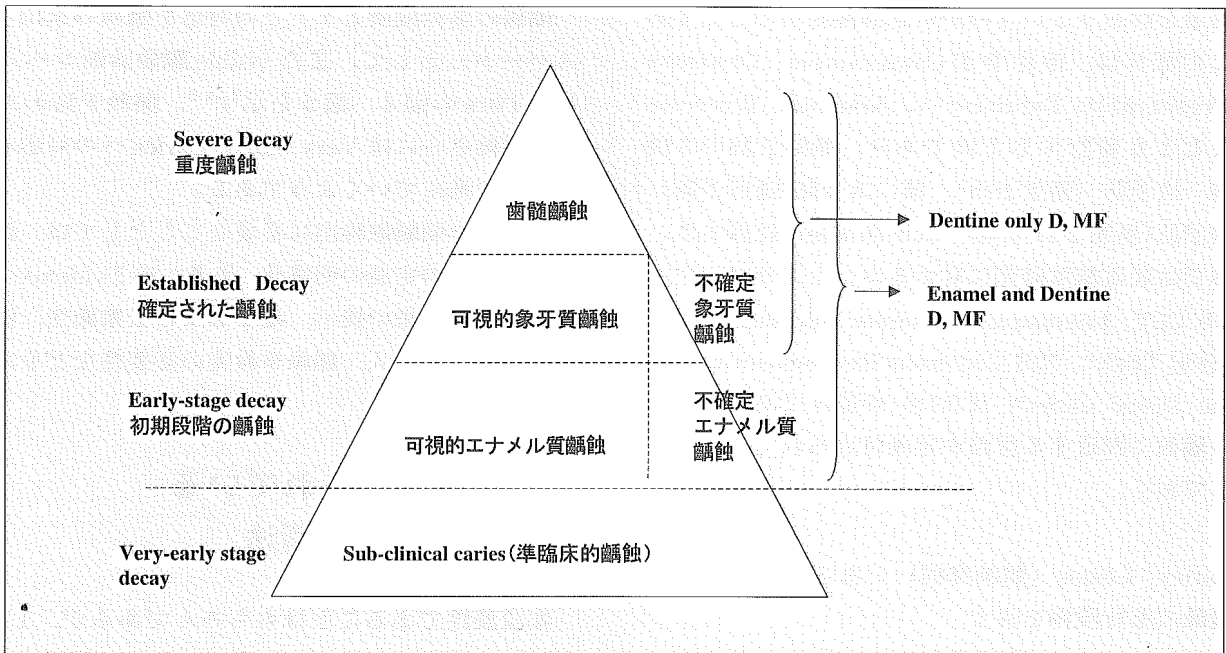 Severe Decay
重度齲蝕
歯髄齲蝕
Dentine only D, MF
Established Decay
確定された齲蝕
可視的象牙質齲蝕
不確定
象牙質
齲蝕
Enamel and Dentine
D, MF
Early-stage decay
初期段階の齲蝕
可視的エナメル質齲蝕
不確定
エナメル質
齲蝕
Very-early stage
decay
Sub-clinical caries(準臨床的齲蝕)